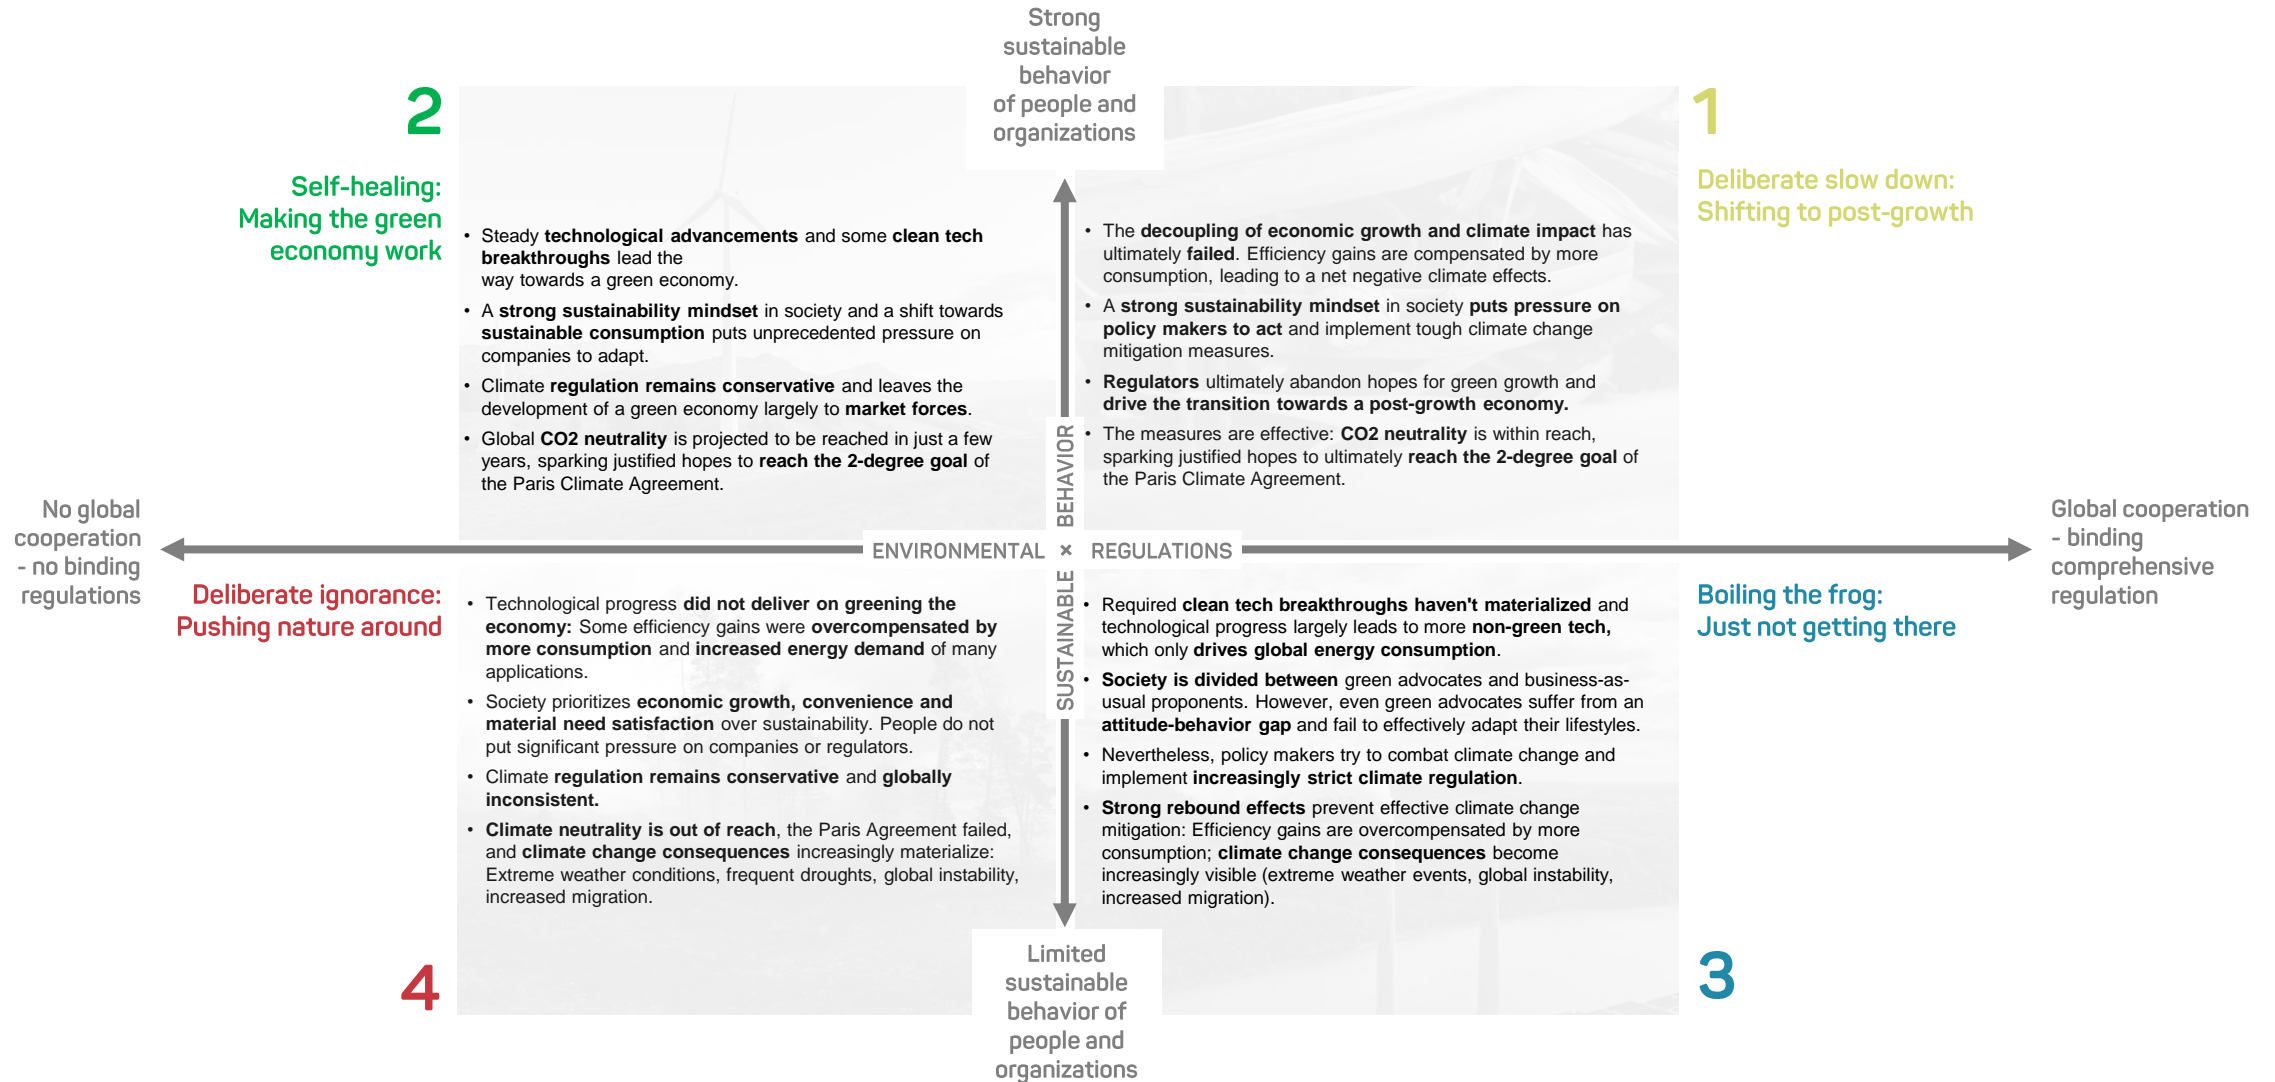 Strong
sustainable
behavior
of people and
organizations
2
Self-healing:
Making the green
economy work
• Steady technological advancements and some clean tech
breakthroughs lead the
way towards a green economy.
• A strong sustainability mindset in society and a shift towards
sustainable consumption puts unprecedented pressure on
companies to adapt.
• Climate regulation remains conservative and leaves the
development of a green economy largely to market forces.
• Global CO2 neutrality is projected to be reached in just a few
years, sparking justified hopes to reach the 2-degree goal of
the Paris Climate Agreement.
1
Deliberate slow down:
Shifting to post-growth
• The decoupling of economic growth and climate impact has
ultimately failed. Efficiency gains are compensated by more
consumption, leading to a net negative climate effects.
• A strong sustainability mindset in society puts pressure on
policy makers to act and implement tough climate change
mitigation measures.
• Regulators ultimately abandon hopes for green growth and
drive the transition towards a post-growth economy.
• The measures are effective: CO2 neutrality is within reach,
sparking justified hopes to ultimately reach the 2-degree goal of
the Paris Climate Agreement.
No global
cooperation
- no binding
regulations
ENVIRONMENTAL × REGULATIONS
SUSTAINABLE BEHAVIOR
Global cooperation
- binding
comprehensive
regulation
Deliberate ignorance:
Pushing nature around
• Technological progress did not deliver on greening the
economy: Some efficiency gains were overcompensated by
more consumption and increased energy demand of many
applications.
• Society prioritizes economic growth, convenience and
material need satisfaction over sustainability. People do not
put significant pressure on companies or regulators.
• Climate regulation remains conservative and globally
inconsistent.
• Climate neutrality is out of reach, the Paris Agreement failed,
and climate change consequences increasingly materialize:
Extreme weather conditions, frequent droughts, global instability,
increased migration.
4
Boiling the frog:
Just not getting there
• Required clean tech breakthroughs haven't materialized and
technological progress largely leads to more non-green tech,
which only drives global energy consumption.
• Society is divided between green advocates and business-as-
usual proponents. However, even green advocates suffer from an
attitude-behavior gap and fail to effectively adapt their lifestyles.
• Nevertheless, policy makers try to combat climate change and
implement increasingly strict climate regulation.
• Strong rebound effects prevent effective climate change
mitigation: Efficiency gains are overcompensated by more
consumption; climate change consequences become
increasingly visible (extreme weather events, global instability,
increased migration).
3
Limited
sustainable
behavior of
people and
organizations